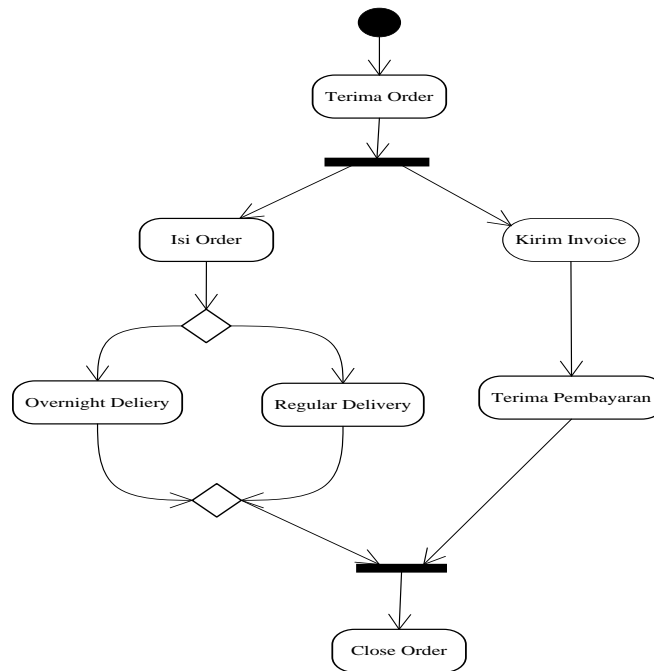 Terima Order
Isi Order
Kirim Invoice
Overnight Deliery
Regular Delivery
Terima Pembayaran
Close Order